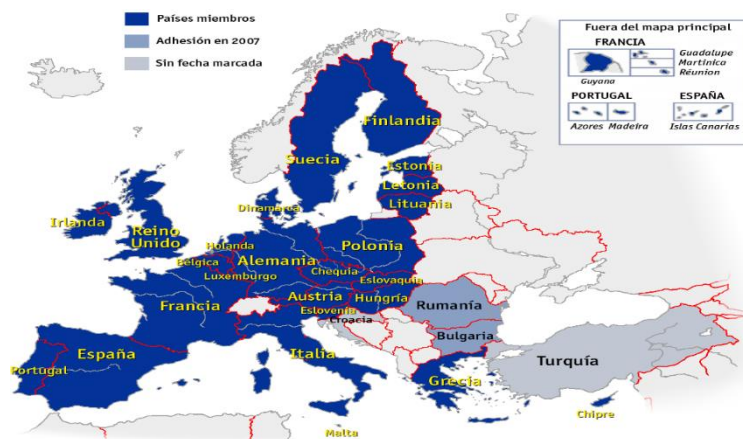 Países miembros
Adhesión en 2007
Sin fecha marcada
Fuera del mapa principal
FRANCIA
Guadalupe
Martinica
Réunion
Guyana
PORTUGAL
ESPAÑA
Azores Madeira
Islas Canarias
Finlandia
Suecia
Estonia
Letonia
Lituania
Dinamarca
Irlanda
Reino
Unido
Holanda
Polonia
Bélgica
Alemania
Luxemburgo
Chequia
Eslovaquia
Francia
Austria
Hungría
Eslovenia
Rumanía
Croacia
Bulgaria
España
Italia
Portugal
Turquía
Grecia
Chipre
Malta